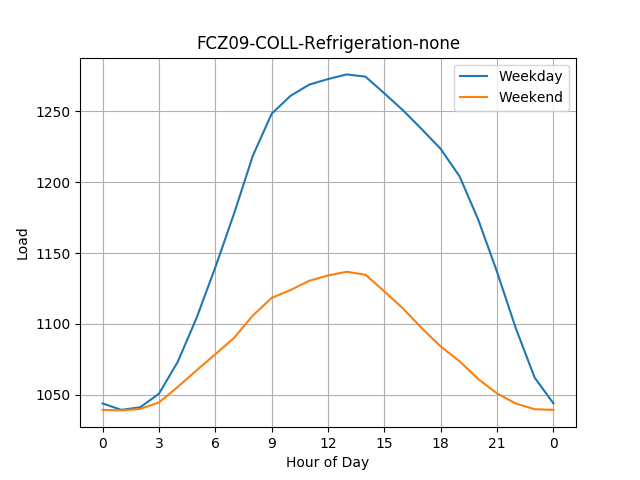 FCZ09-COLL-Refrigeration-none
Weekday
Weekend
1250
1200
1150
1100
1050
Load
0 3 6 9 12 15 18 21 0
Hour of Day